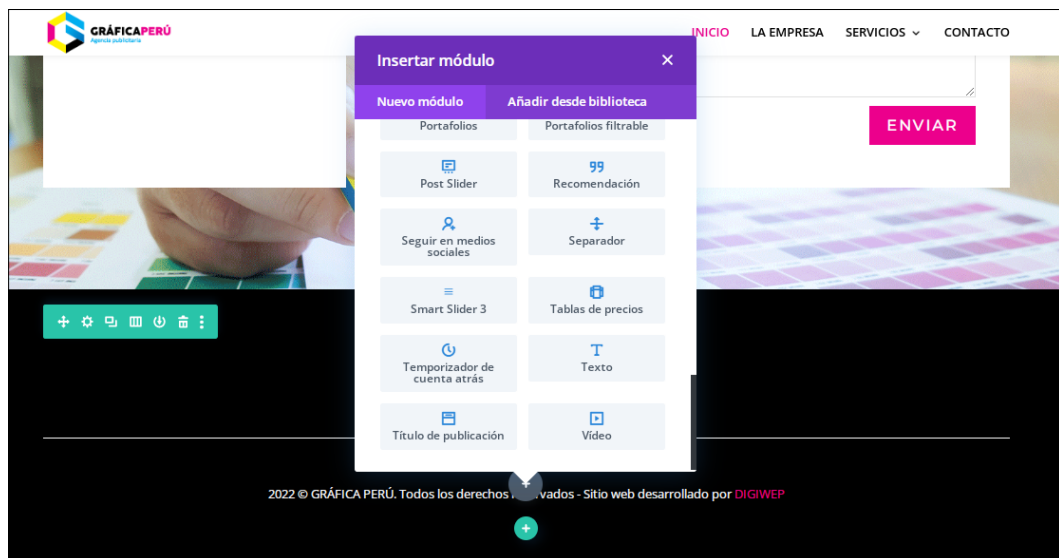 GRÁFICAPERÚ
Agencia publicitaria
INICIO LA EMPRESA SERVICIOS CONTACTO
Insertar módulo
Nuevo módulo Añadir desde biblioteca
Portafolios Portafolios filtrable
ENVIAR
Post Slider Recomendación
Seguir en medios
sociales
Separador
Smart Slider 3 Tablas de precios
Temporizador de
cuenta atrás
Texto
Título de publicación Vídeo
2022 © GRÁFICA PERÚ. Todos los derechos vados - Sitio web desarrollado por DIGIWEP